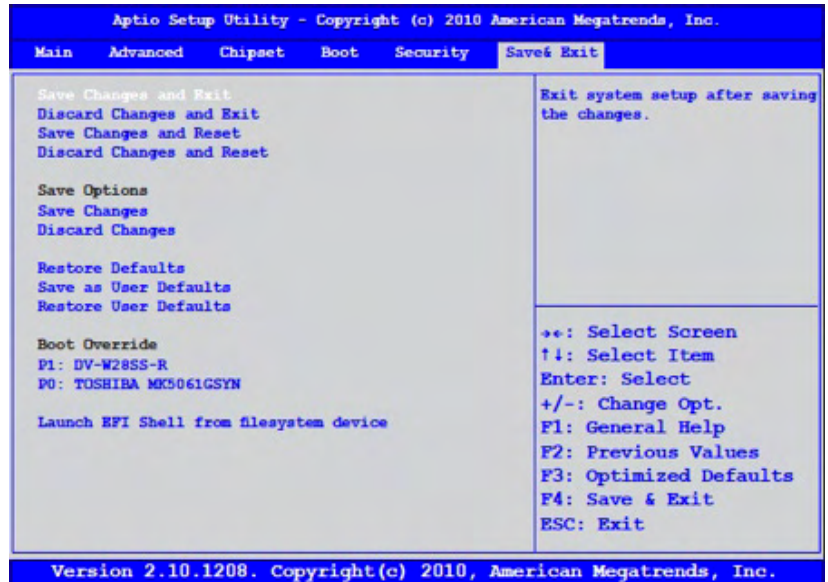 Aptio Setup Utility - Copyright (c) 2010 American Megatrends, Inc.
Main Advanced Chipset Boot Security Save& Exit
Save Changes and Exit
Discard Changes and Exit
Save Changes and Reset
Discard Changes and Reset
Save Options
Save Changes
Discard Changes
Restore Defaults
Save as User Defaults
Restore User Defaults
Boot Override
P1: DV-W28SS-R
P0: TOSHIBA MK5061GSYN
Launch EFI Shell from filesystem device
Exit system setup after saving
the changes.
→←: Select Screen
↑↓: Select Item
Enter: Select
+/-: Change Opt.
F1: General Help
F2: Previous Values
F3: Optimized Defaults
F4: Save & Exit
ESC: Exit
Version 2.10.1208. Copyright(c) 2010, American Megatrends, Inc.